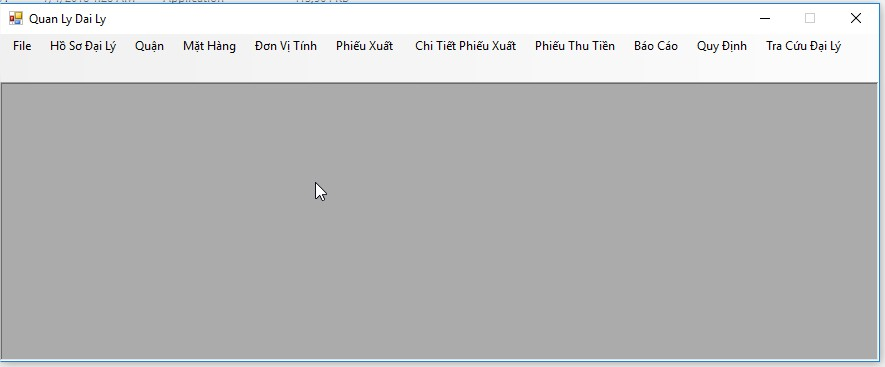 Quan Ly Dai Ly
File Hồ Sơ Đại Lý Quận Mặt Hàng Đơn Vị Tính Phiếu Xuất Chi Tiết Phiếu Xuất Phiếu Thu Tiền Báo Cáo Quy Định Tra Cứu Đại Lý